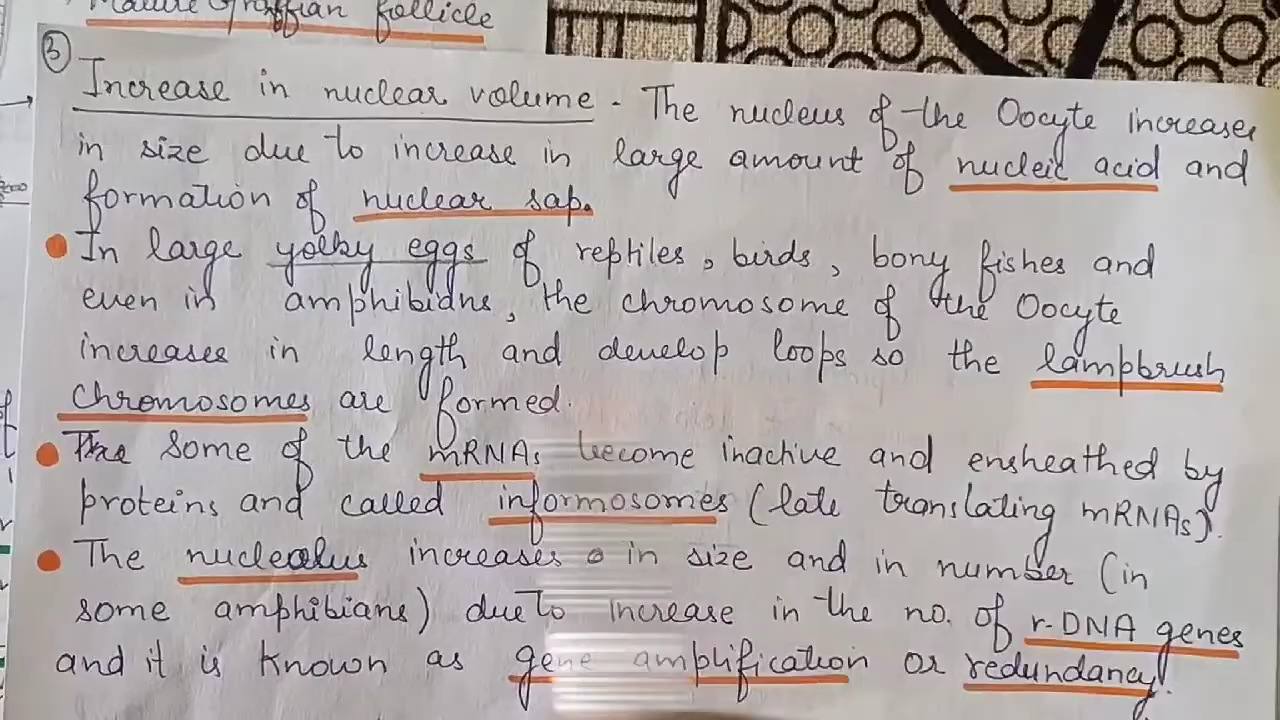 Mature Graffian follicle
③
Increase in nuclear volume - The nucleus of the Oocyte increases
in size due to increase in large amount of nucleic acid and
formation of nuclear sap.
In large yolky eggs of reptiles, birds, bony fishes and
even in amphibians, the chromosome of the Oocyte
increases in length and develop loops so the lampbrush
chromosomes are formed.
Some of the mRNAs become inactive and ensheathed by
proteins and called informosomes (late translating mRNAs).
The nucleolus increases in size and in number (in
some amphibians) due to increase in the no. of r-DNA genes
and it is known as gene amplification or redundancy.